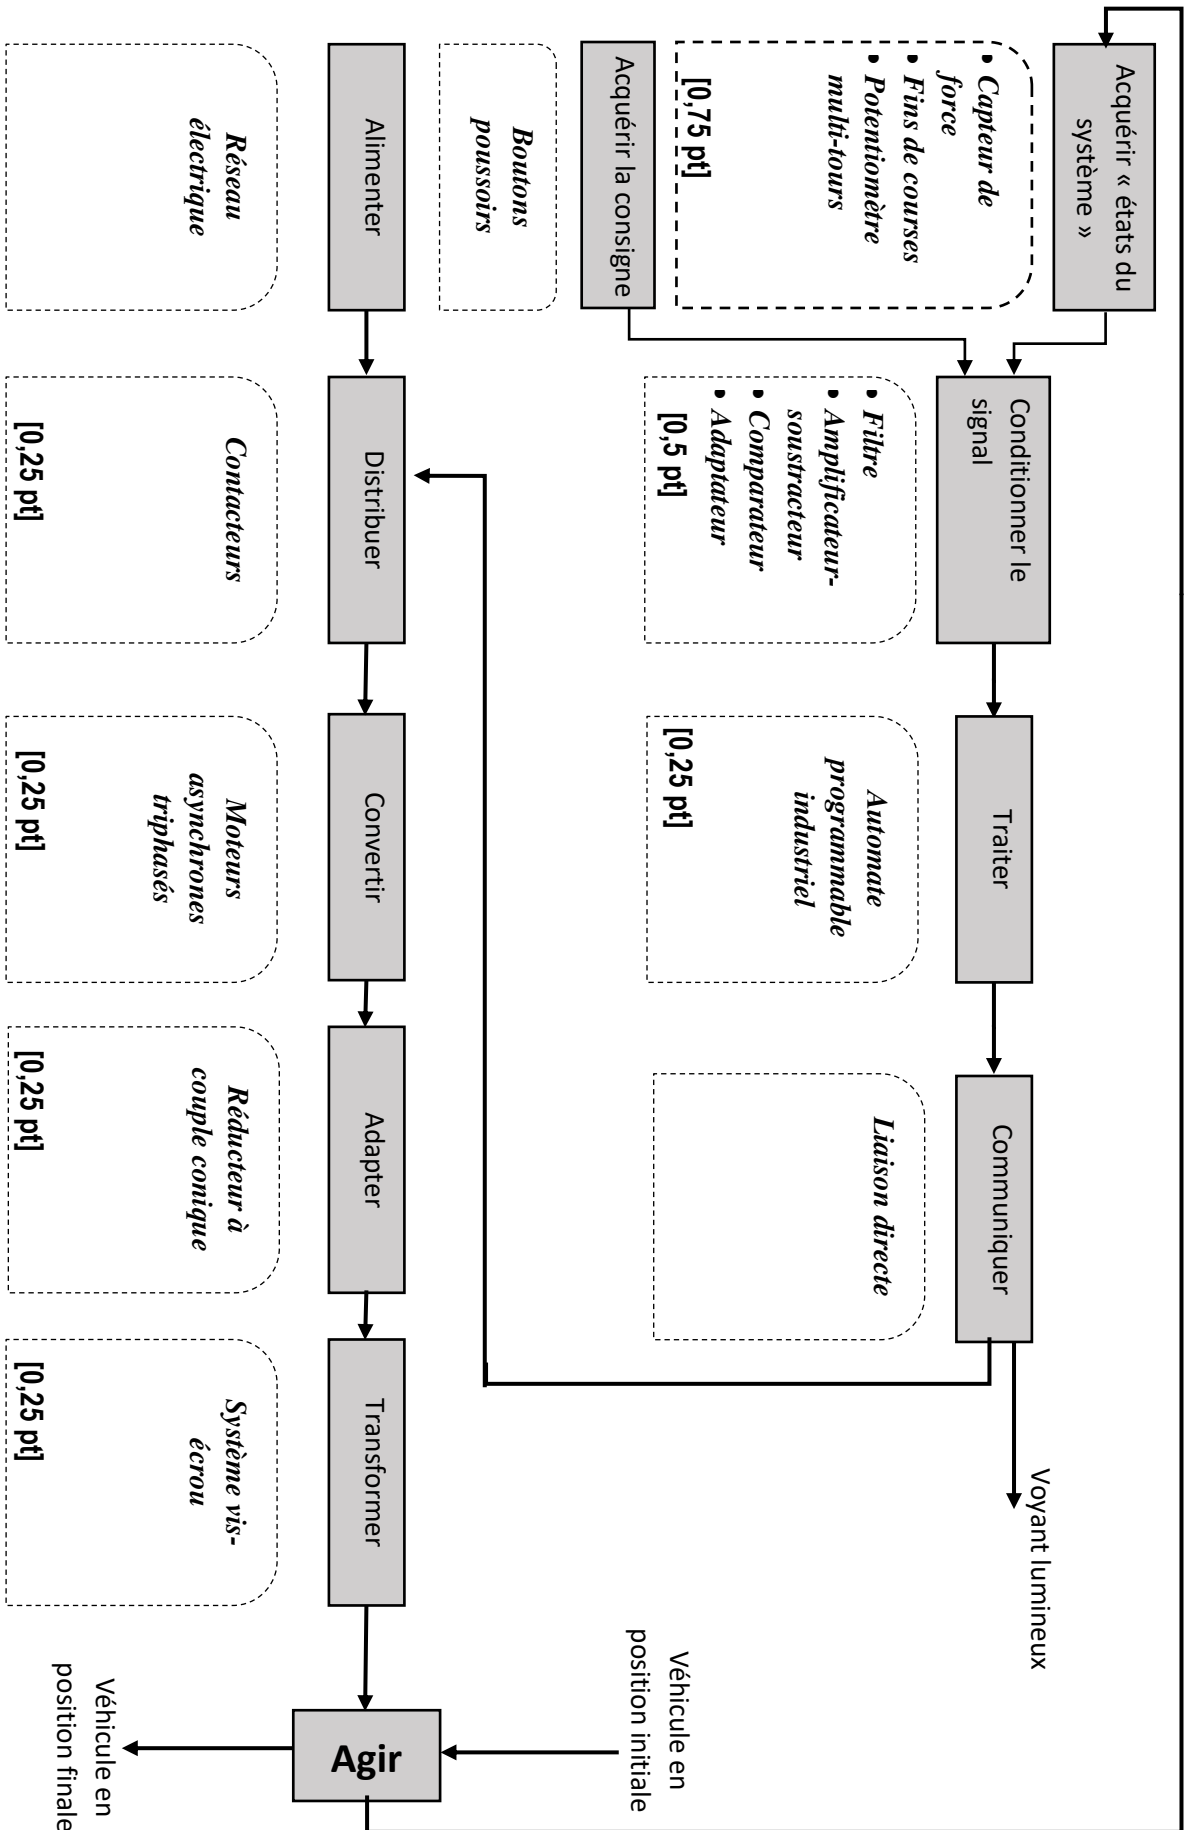 Acquérir « états du
système »
• Capteur de
force
• Fins de courses
• Potentiomètre
multi-tours
[0,75 pt]
Acquérir la consigne
Boutons
poussoirs
Conditionner le
signal
• Filtre
• Amplificateur-
soustracteur
• Comparateur
• Adaptateur
[0,5 pt]
Traiter
Automate
programmable
industriel
[0,25 pt]
Communiquer
Liaison directe
Voyant lumineux
Alimenter
Réseau
électrique
Distribuer
Contacteurs
[0,25 pt]
Convertir
Moteurs
asynchrones
triphasés
[0,25 pt]
Adapter
Réducteur à
couple conique
[0,25 pt]
Transformer
Système vis-
écrou
[0,25 pt]
Véhicule en
position initiale
Agir
Véhicule en
position finale